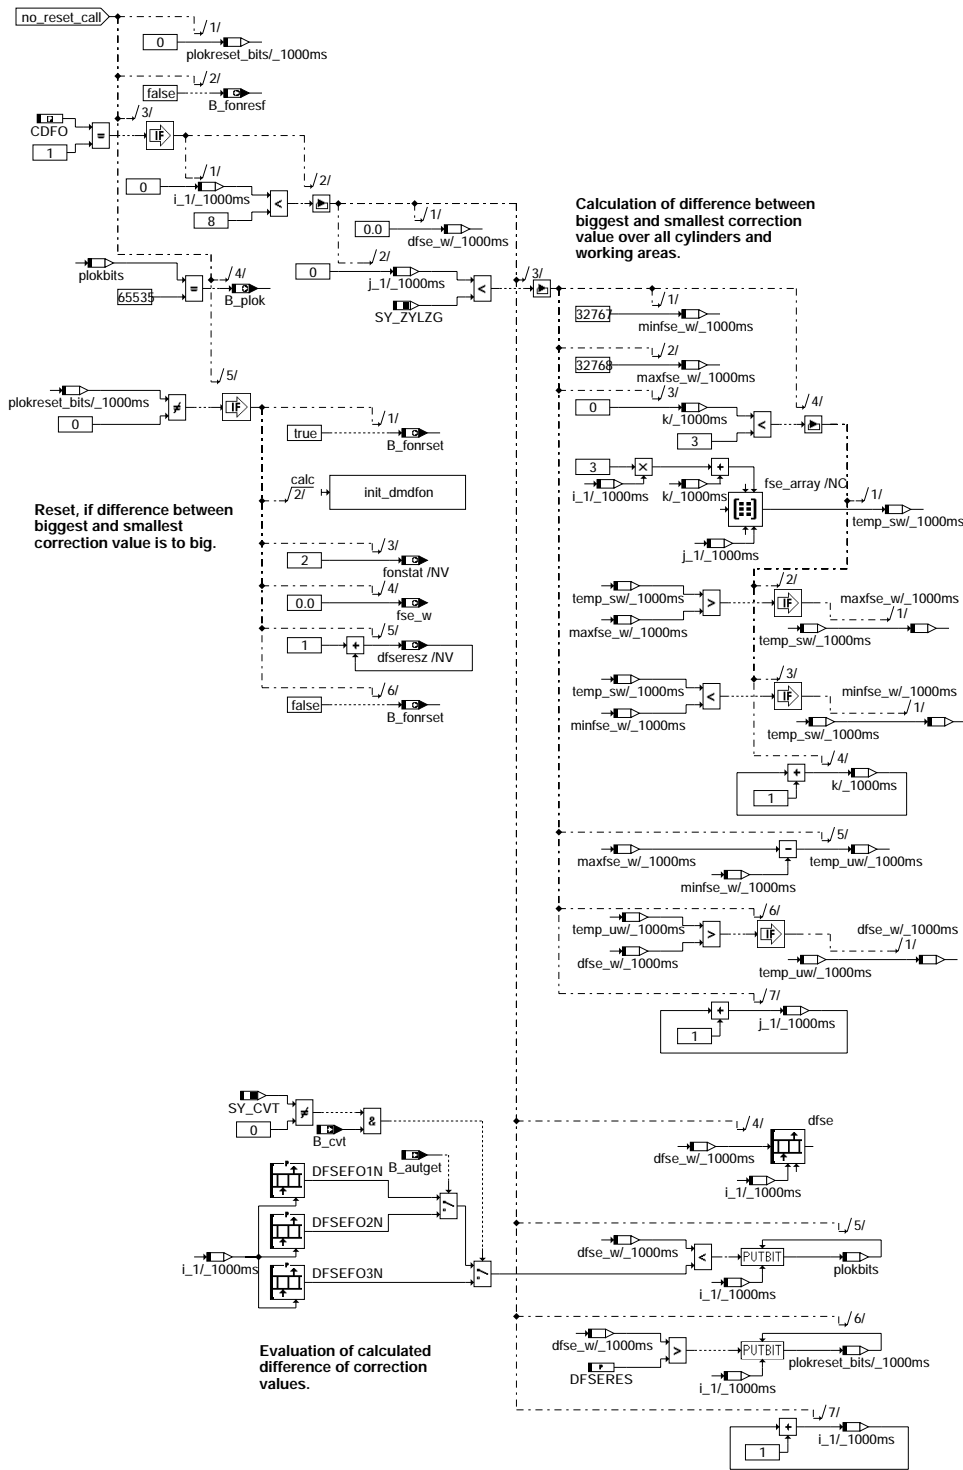 no_reset_call
/1/
0
plokreset_bits/_1000ms
/2/
false
B_fonresf
/3/
CDFO
=
IF
1
/1/
/2/
0
i_1/_1000ms
<
8
/1/
0.0
dfse_w/_1000ms
/2/
0
j_1/_1000ms
<
SY_ZYLZG
/3/
Calculation of difference between
biggest and smallest correction
value over all cylinders and
working areas.
plokbits
=
65535
/4/
B_plok
/5/
/1/
32767
minfse_w/_1000ms
/2/
32768
maxfse_w/_1000ms
/3/
0
k/_1000ms
<
3
/4/
plokreset_bits/_1000ms
≠
0
IF
/1/
true
B_fonrset
calc
/2/
init_dmdfon
Reset, if difference between
biggest and smallest
correction value is to big.
/3/
2
fonstat /NV
/4/
0.0
fse_w
/5/
1
+
dfseresz /NV
/6/
false
B_fonrset
3
×
+
i_1/_1000ms
k/_1000ms
fse_array /NC
/1/
temp_sw/_1000ms
j_1/_1000ms
/2/
temp_sw/_1000ms
>
IF
maxfse_w/_1000ms
/1/
maxfse_w/_1000ms
temp_sw/_1000ms
/3/
temp_sw/_1000ms
<
IF
minfse_w/_1000ms
/1/
minfse_w/_1000ms
temp_sw/_1000ms
/4/
+
k/_1000ms
1
/5/
maxfse_w/_1000ms
-
temp_uw/_1000ms
minfse_w/_1000ms
/6/
temp_uw/_1000ms
>
IF
dfse_w/_1000ms
/1/
dfse_w/_1000ms
temp_uw/_1000ms
/7/
+
j_1/_1000ms
1
SY_CVT
≠
0
B_cvt
&
B_autget
P
DFSEFO1N
P
DFSEFO2N
i_1/_1000ms
P
DFSEFO3N
/4/
dfse
dfse_w/_1000ms
i_1/_1000ms
/5/
dfse_w/_1000ms
<
PUTBIT
plokbits
i_1/_1000ms
/6/
dfse_w/_1000ms
>
PUTBIT
plokreset_bits/_1000ms
P
DFSERES
i_1/_1000ms
Evaluation of calculated
difference of correction
values.
/7/
+
i_1/_1000ms
1